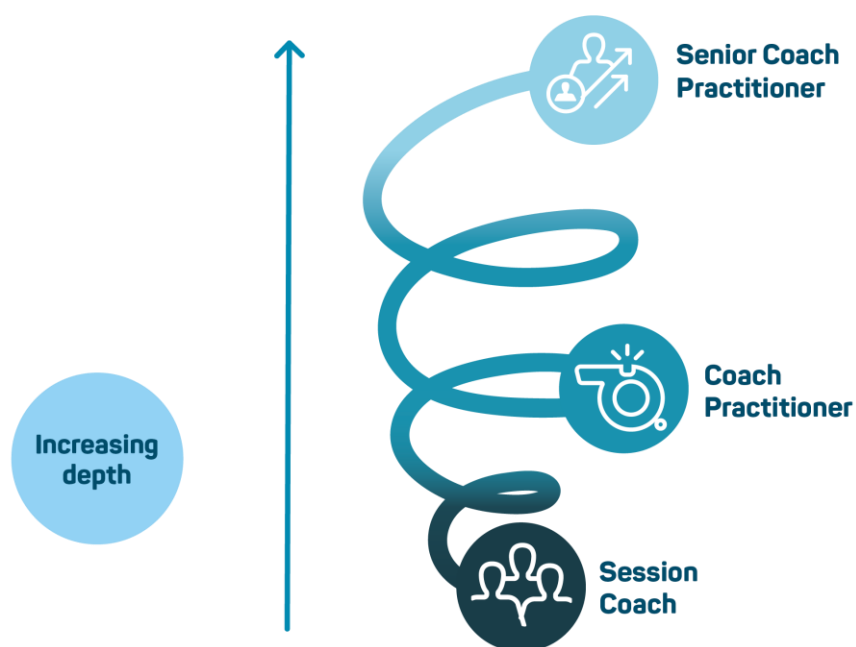 Senior Coach
Practitioner
Coach
Practitioner
Increasing
depth
Session
Coach